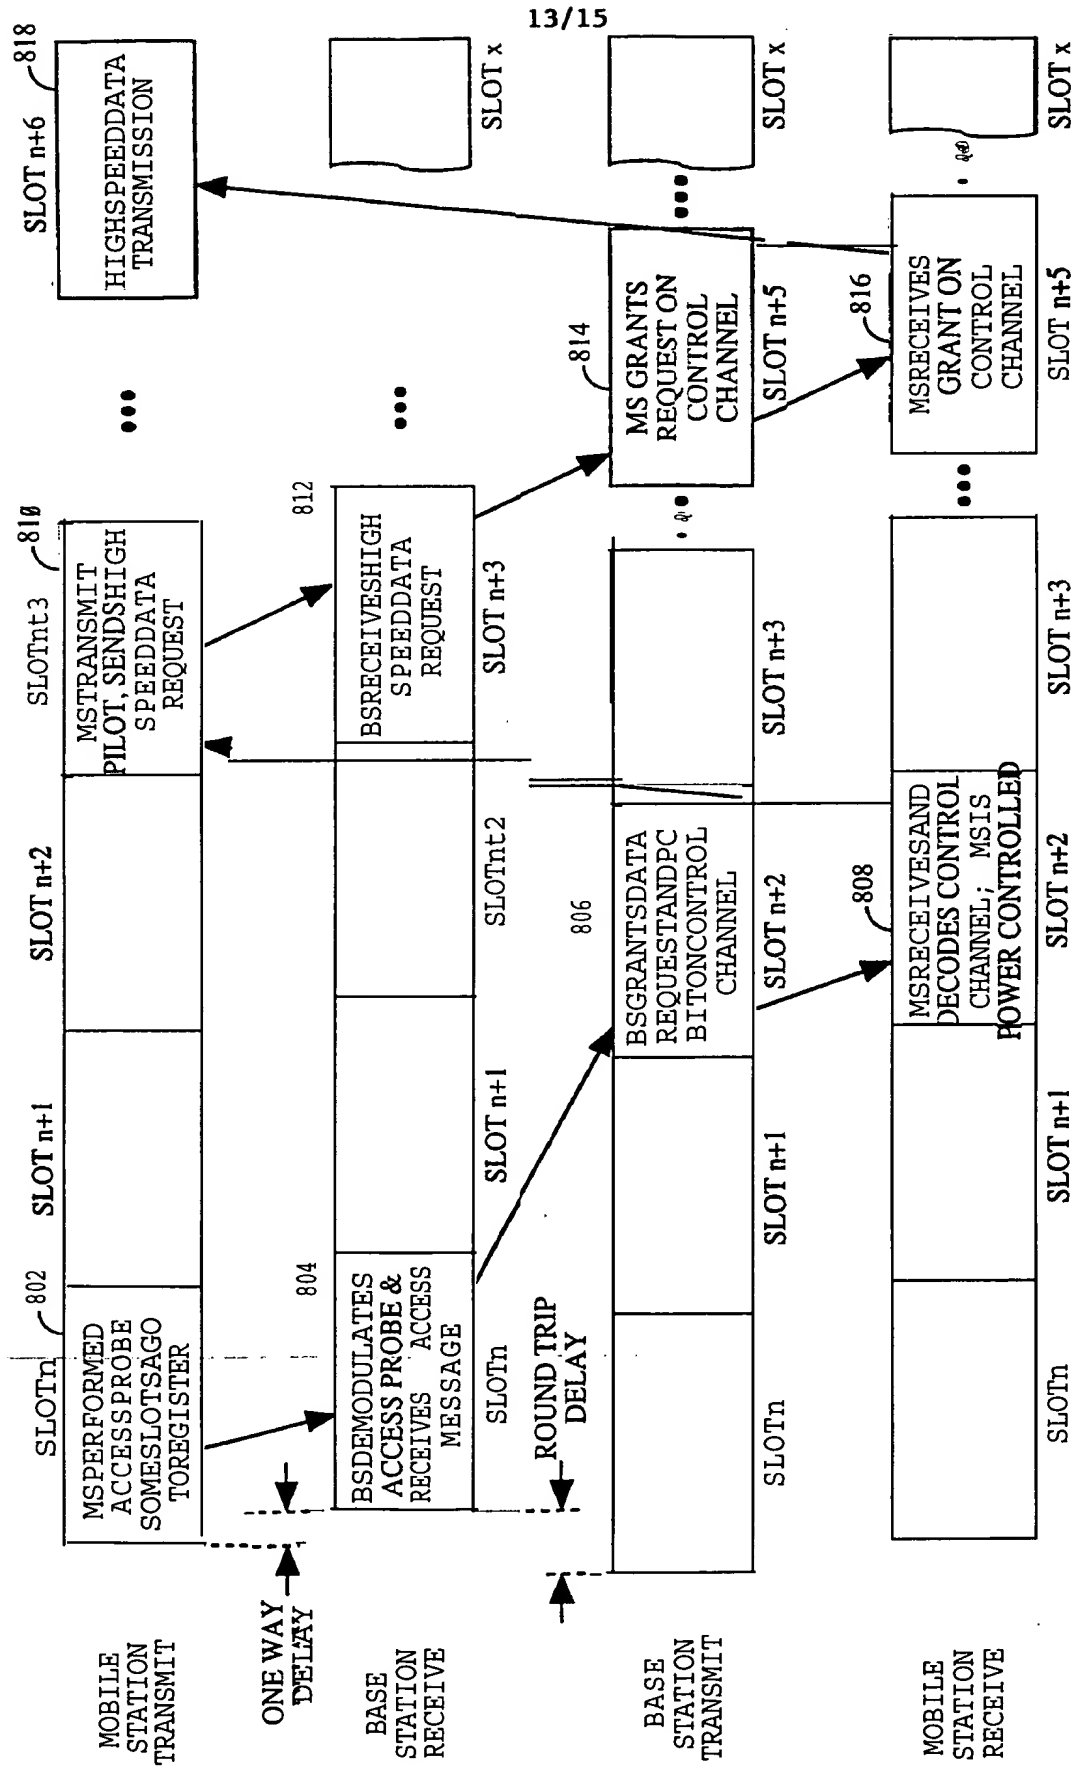 13/15
MOBILE
STATION
TRANSMIT
SLOTn
802
MSPERFORMED
ACCESSPROBE
SOMESLOTSAGO
TOREGISTER
SLOT n+1
SLOT n+2
SLOTnt3
810
MSTRANSMIT
PILOT, SENDSHIGH
SPEEDDATA
REQUEST
SLOT n+6
818
HIGHSPEEDDATA
TRANSMISSION
ONE WAY
DELAY
BASE
STATION
RECEIVE
804
BSDEMODULATES
ACCESS PROBE &
RECEIVES ACCESS
MESSAGE
SLOTn
SLOT n+1
SLOTnt2
812
BSRECEIVESHIGH
SPEEDDATA
REQUEST
SLOT n+3
SLOT x
ROUND TRIP
DELAY
BASE
STATION
TRANSMIT
SLOTn
SLOT n+1
806
BSGRANTSDATA
REQUESTANDPC
BITONCONTROL
CHANNEL
SLOT n+2
SLOT n+3
814
MS GRANTS
REQUEST ON
CONTROL
CHANNEL
SLOT n+5
SLOT x
MOBILE
STATION
RECEIVE
SLOTn
SLOT n+1
808
MSRECEIVESAND
DECODES CONTROL
CHANNEL; MSIS
POWER CONTROLLED
SLOT n+2
SLOT n+3
816
MSRECEIVES
GRANT ON
CONTROL
CHANNEL
SLOT n+5
SLOT x